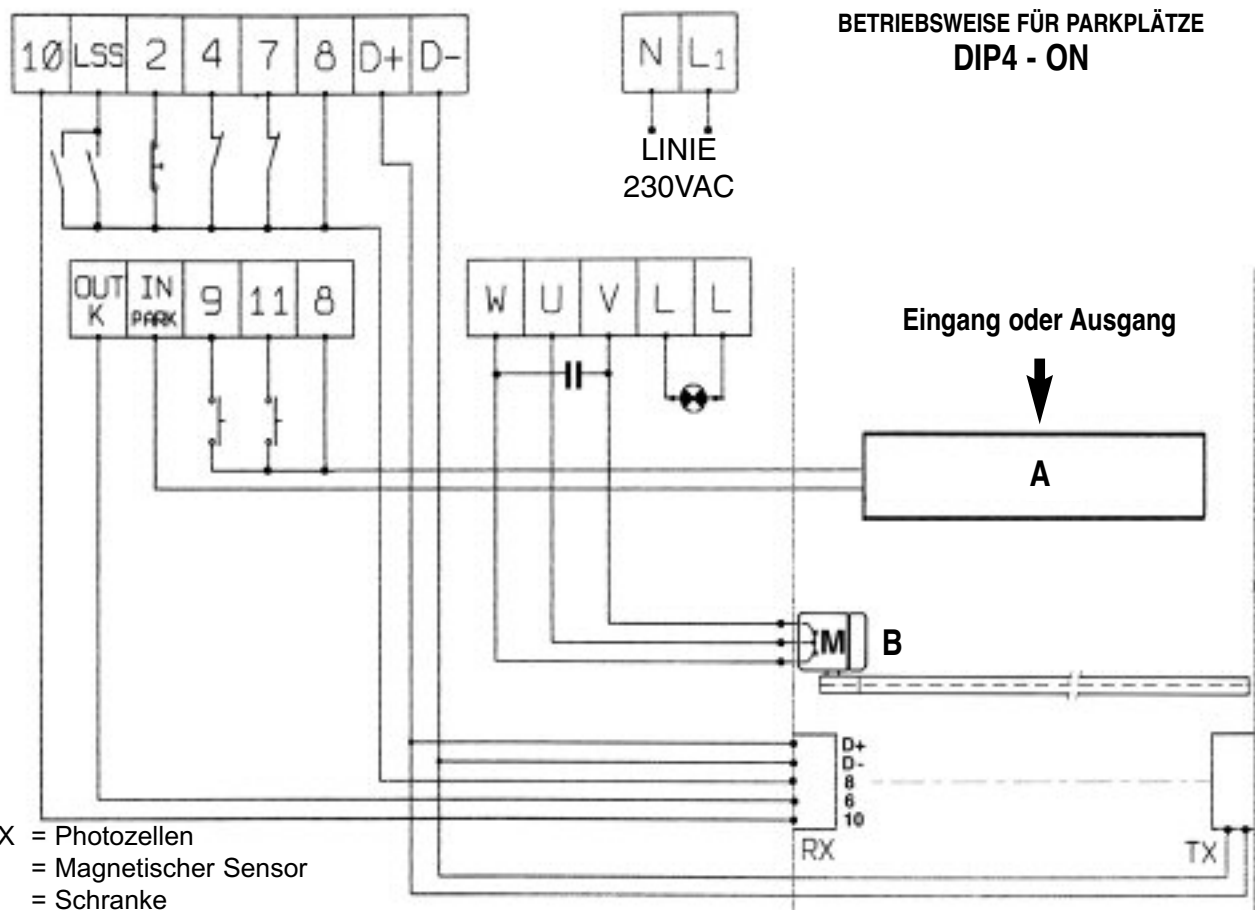 BETRIEBSWEISE FÜR PARKPLÄTZE
DIP4 - ON
10 LSS 2 4 7 8 D+ D-
N L1
LINIE
230VAC
OUT K IN PARK 9 11 8
W U V L L
Eingang oder Ausgang
A
M B
D+
D-
8
6
10
RX
TX
X = Photozellen
= Magnetischer Sensor
= Schranke